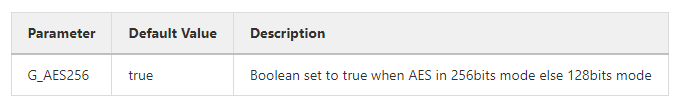 Parameter Default Value Description
G_AES256 true Boolean set to true when AES in 256bits mode else 128bits mode